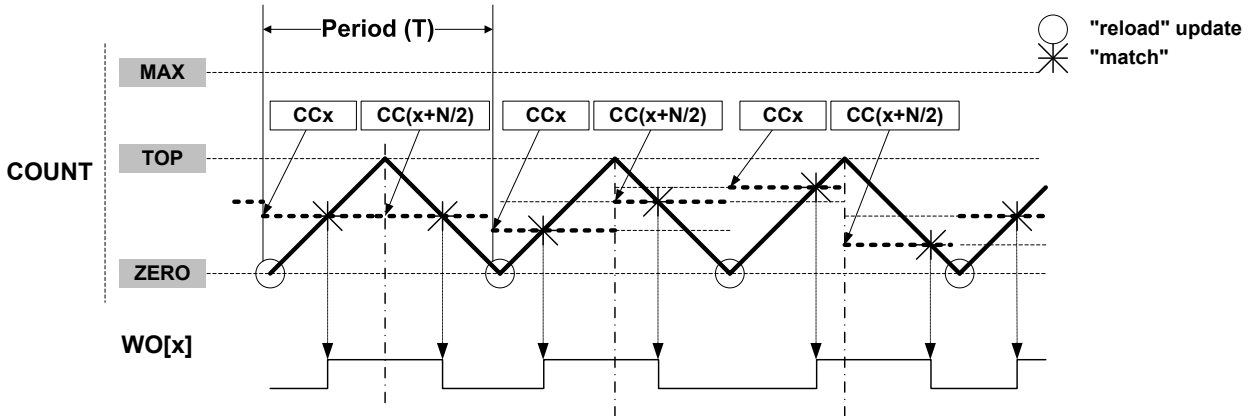 Period (T)
"reload" update
"match"
MAX
CCx
CC(x+N/2)
CCx
CC(x+N/2)
CCx
CC(x+N/2)
COUNT
TOP
ZERO
WO[x]